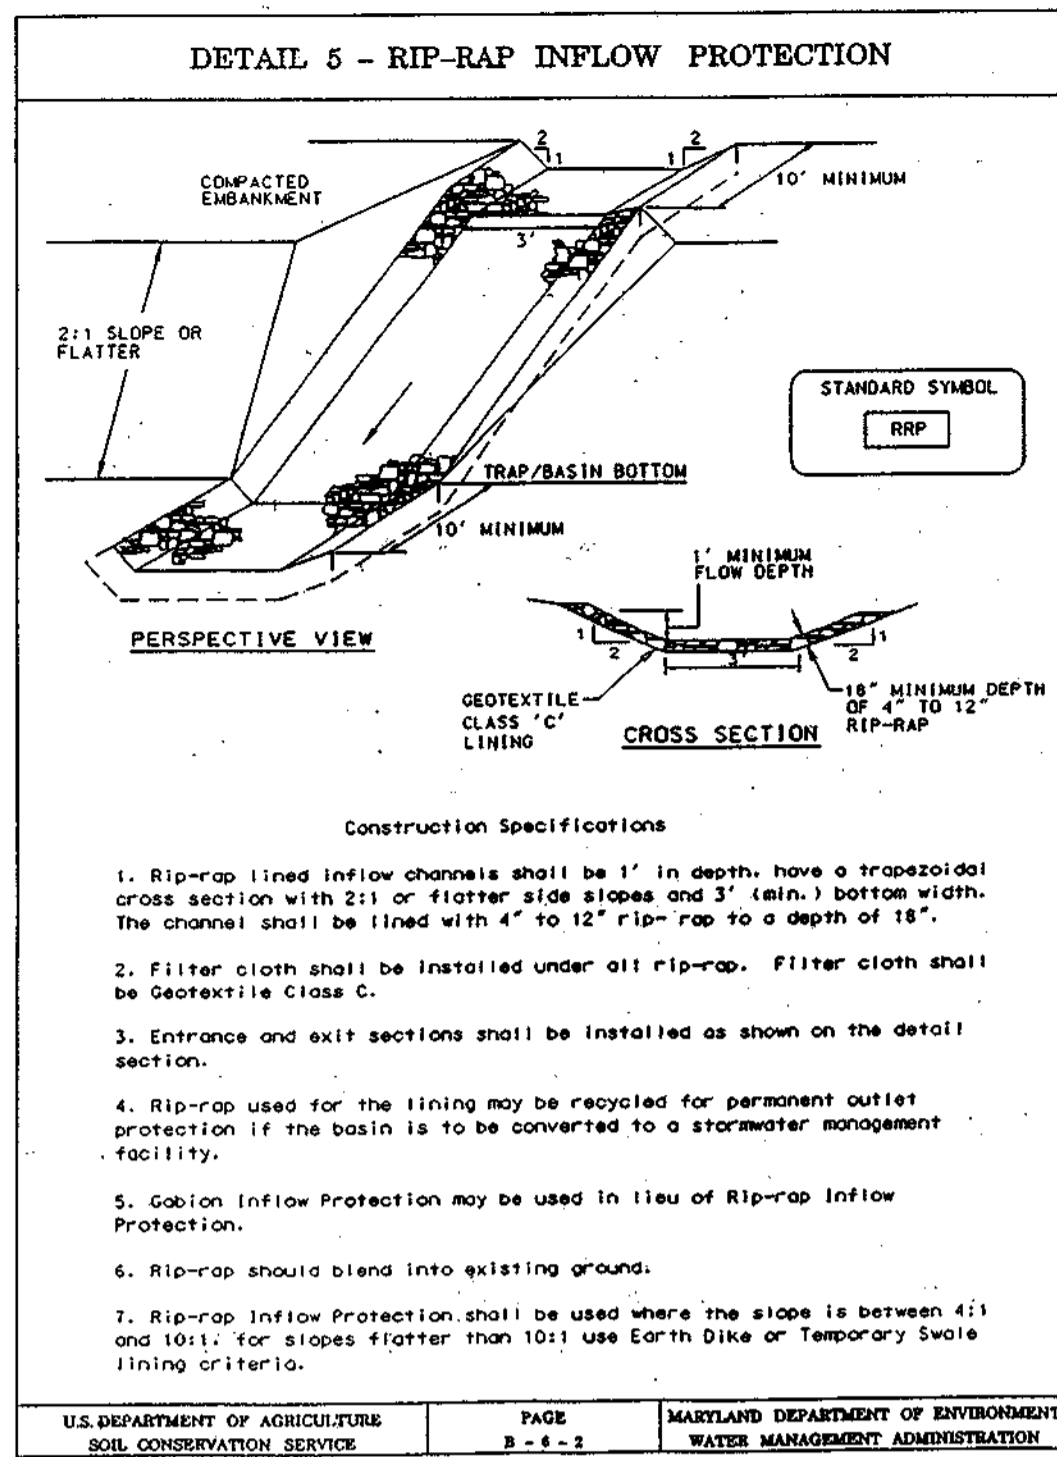 DETAIL 5 - RIP-RAP INFLOW PROTECTION
2
1
2
1
10' MINIMUM
COMPACTED
EMBANKMENT
3'
2:1 SLOPE OR
FLATTER
STANDARD SYMBOL
RRP
TRAP/BASIN BOTTOM
10' MINIMUM
PERSPECTIVE VIEW
1' MINIMUM
FLOW DEPTH
1
2
3'
1
2
GEOTEXTILE
CLASS 'C'
LINING
18" MINIMUM DEPTH
OF 4" TO 12"
RIP-RAP
CROSS SECTION
Construction Specifications
1. Rip-rap lined inflow channels shall be 1' in depth, have a trapezoidal
cross section with 2:1 or flatter side slopes and 3' (min.) bottom width.
The channel shall be lined with 4" to 12" rip- rap to a depth of 18".
2. Filter cloth shall be installed under all rip-rap. Filter cloth shall
be Geotextile Class C.
3. Entrance and exit sections shall be installed as shown on the detail
section.
4. Rip-rap used for the lining may be recycled for permanent outlet
protection if the basin is to be converted to a stormwater management
facility.
5. Gabion Inflow Protection may be used in lieu of Rip-rap Inflow
Protection.
6. Rip-rap should blend into existing ground.
7. Rip-rap Inflow Protection shall be used where the slope is between 4:1
and 10:1, for slopes flatter than 10:1 use Earth Dike or Temporary Swale
lining criteria.
U.S. DEPARTMENT OF AGRICULTURE
SOIL CONSERVATION SERVICE
PAGE
B - 6 - 2
MARYLAND DEPARTMENT OF ENVIRONMENT
WATER MANAGEMENT ADMINISTRATION